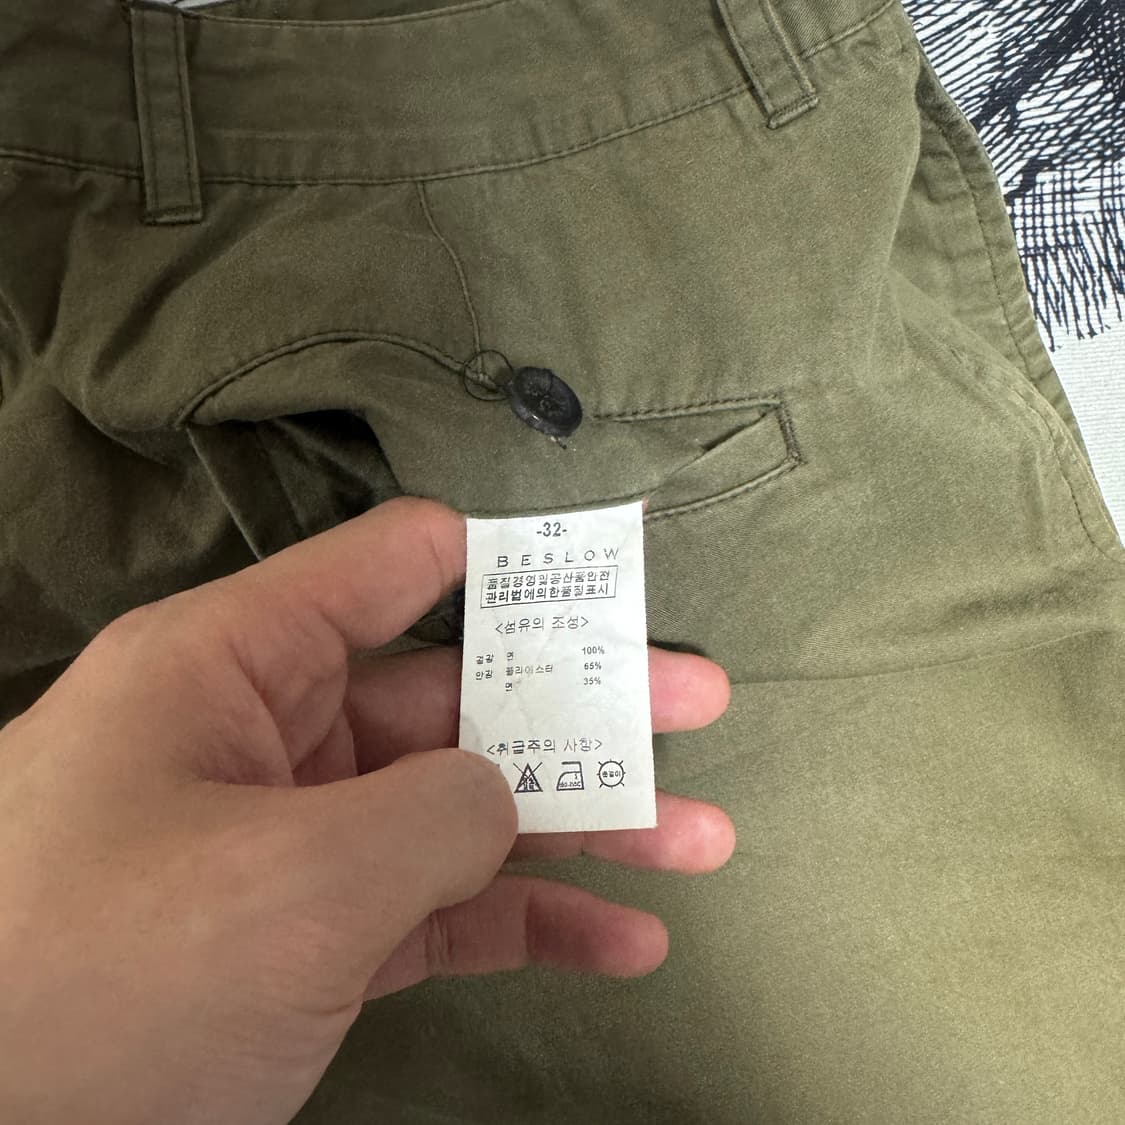 -32-
BESLOW
품질경영및공산품안전
관리법에의한품질표시
<섬유의 조성>
겉감 면 100%
안감 폴리에스터 65%
면 35%
<취급주의 사항>